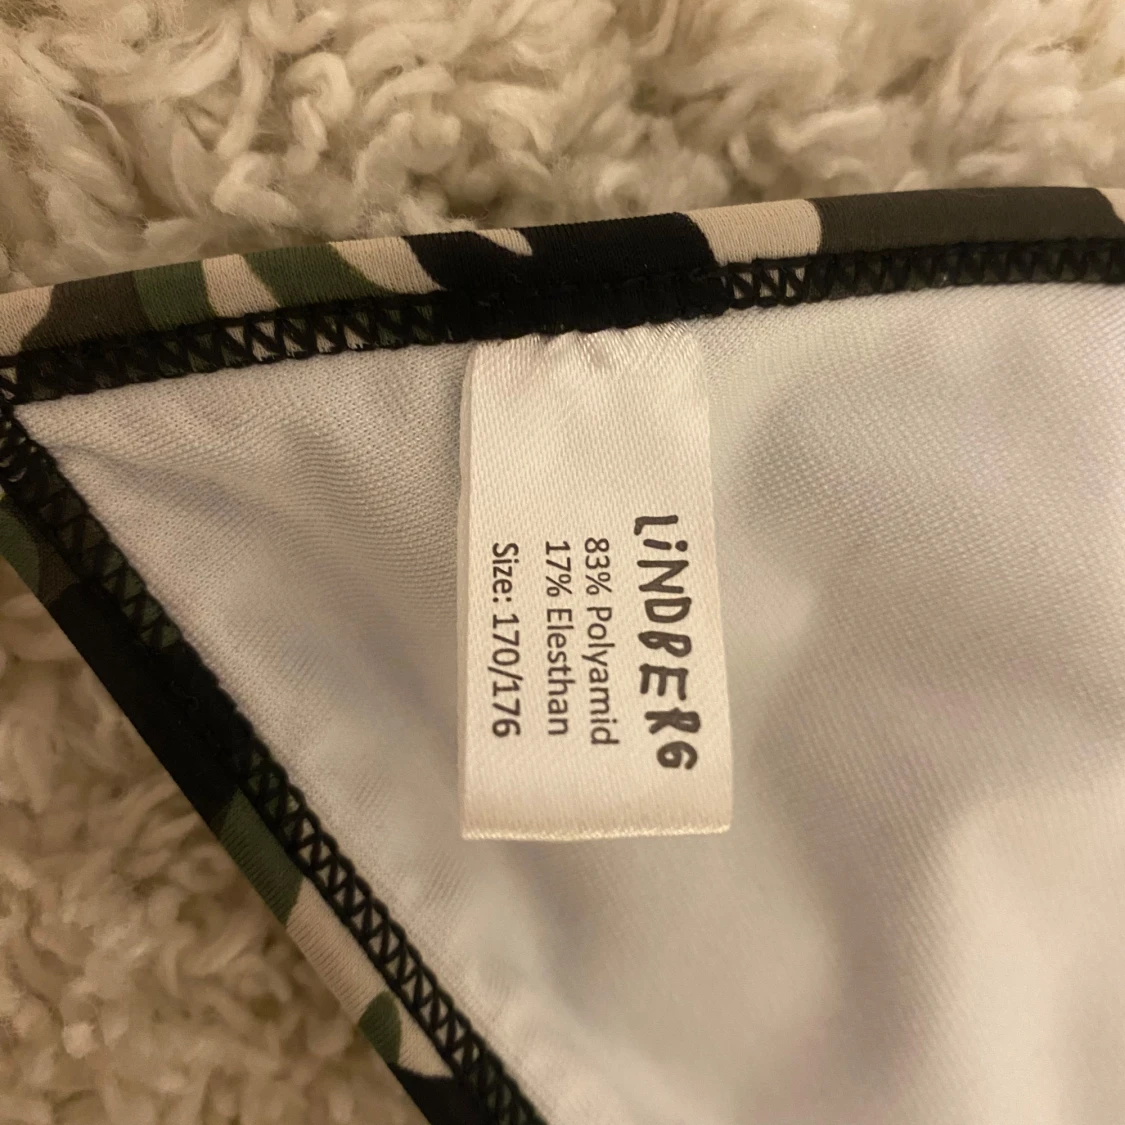 LiNDBERG
83% Polyamid
17% Elesthan
Size: 170/176